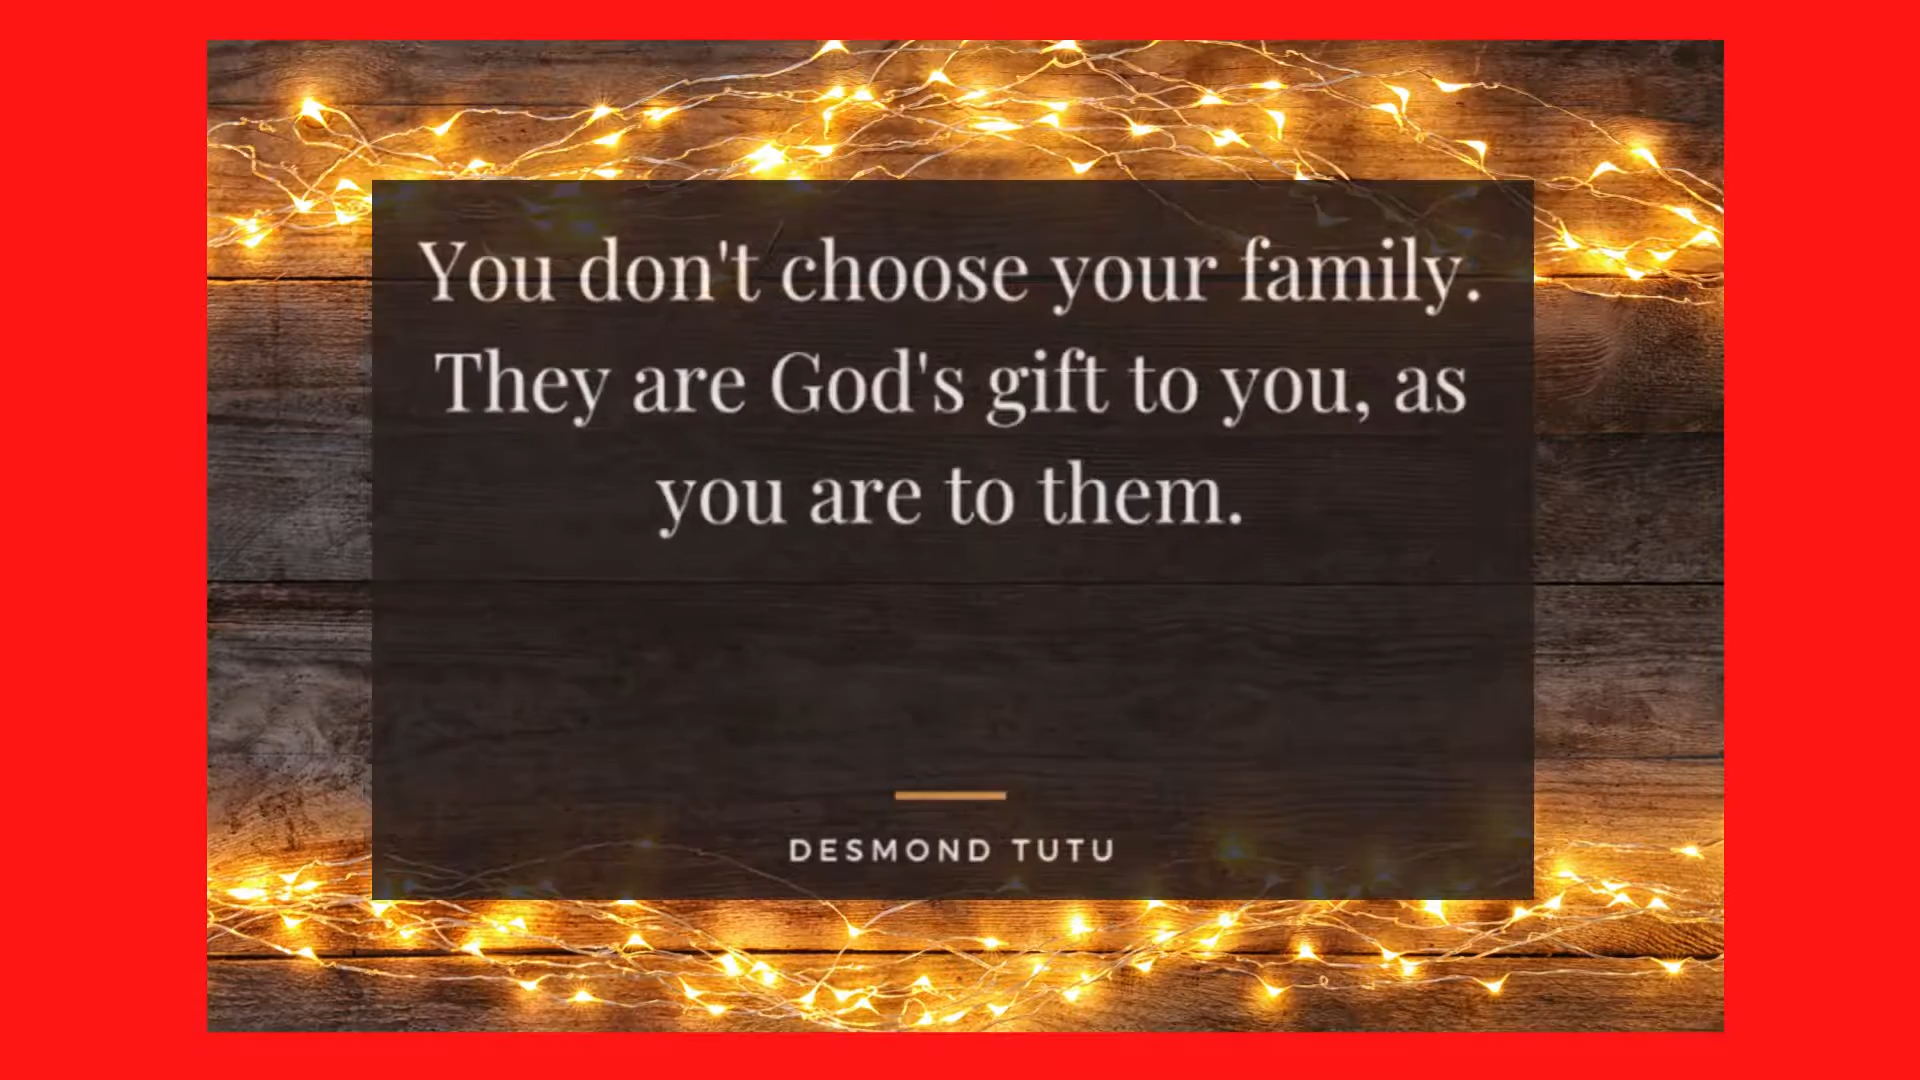 You don't choose your family.
They are God's gift to you, as
you are to them.
DESMOND TUTU